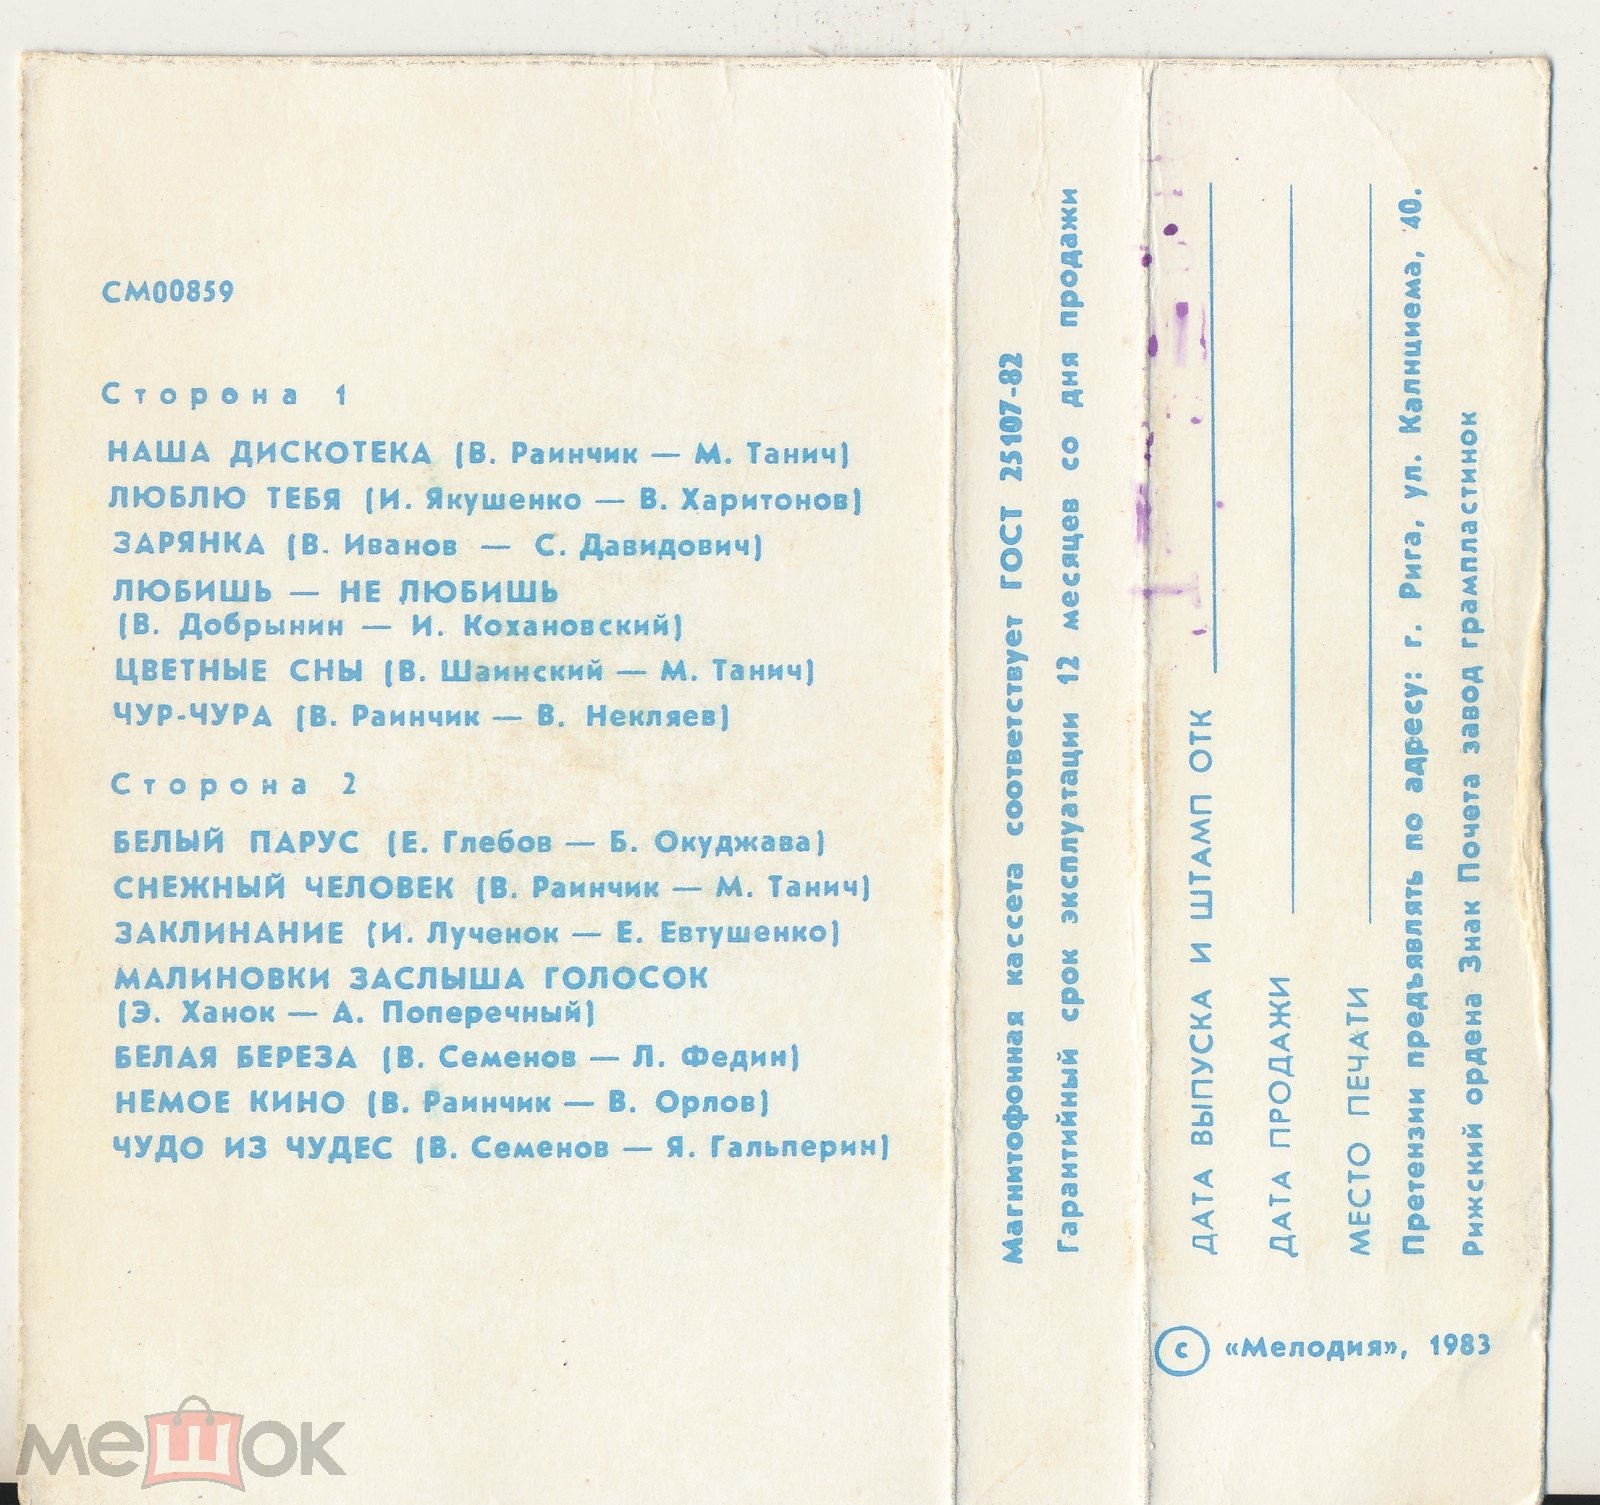 СМ00859
Сторона 1
НАША ДИСКОТЕКА (В. Раинчик — М. Танич)
ЛЮБЛЮ ТЕБЯ (И. Якушенко — В. Харитонов)
ЗАРЯНКА (В. Иванов — С. Давидович)
ЛЮБИШЬ — НЕ ЛЮБИШЬ
(В. Добрынин — И. Кохановский)
ЦВЕТНЫЕ СНЫ (В. Шаинский — М. Танич)
ЧУР-ЧУРА (В. Раинчик — В. Некляев)
Сторона 2
БЕЛЫЙ ПАРУС (Е. Глебов — Б. Окуджава)
СНЕЖНЫЙ ЧЕЛОВЕК (В. Раинчик — М. Танич)
ЗАКЛИНАНИЕ (И. Лученок — Е. Евтушенко)
МАЛИНОВКИ ЗАСЛЫША ГОЛОСОК
(Э. Ханок — А. Поперечный)
БЕЛАЯ БЕРЕЗА (В. Семенов — Л. Федин)
НЕМОЕ КИНО (В. Раинчик — В. Орлов)
ЧУДО ИЗ ЧУДЕС (В. Семенов — Я. Гальперин)
Магнитофонная кассета соответствует ГОСТ 25107-82
Гарантийный срок эксплуатации 12 месяцев со дня продажи
ДАТА ВЫПУСКА И ШТАМП ОТК
ДАТА ПРОДАЖИ
МЕСТО ПЕЧАТИ
Претензии предъявлять по адресу: г. Рига, ул. Калнциема, 40.
Рижский ордена Знак Почета завод грампластинок
© «Мелодия», 1983
мешок